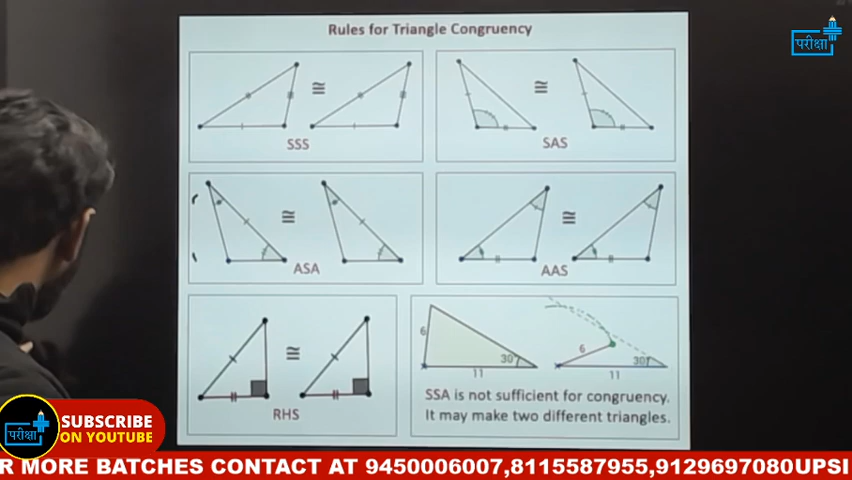 Rules for Triangle Congruency
परीक्षा
≅
SSS
≅
SAS
≅
ASA
≅
AAS
≅
RHS
6
30°
11
6
30°
11
SSA is not sufficient for congruency.
It may make two different triangles.
परीक्षा
SUBSCRIBE
ON YOUTUBE
R MORE BATCHES CONTACT AT 9450006007,8115587955,9129697080UPSI